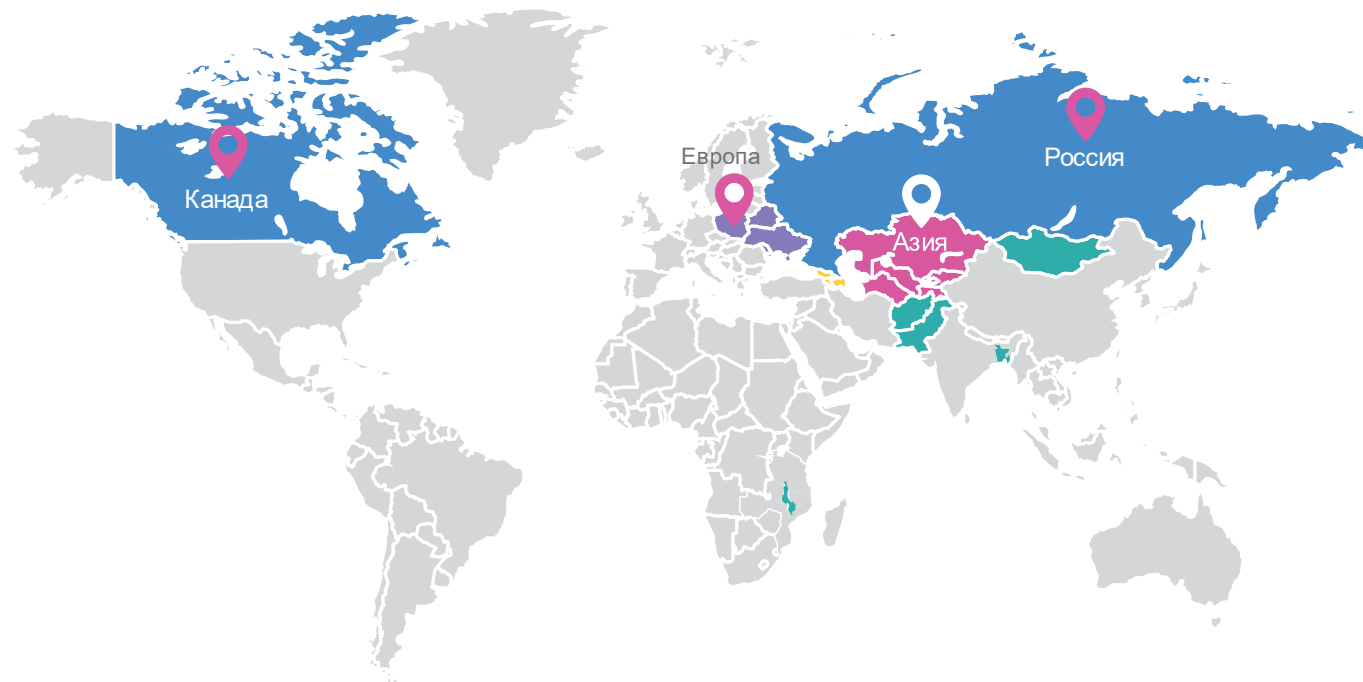 Европа
Россия
Канада
Азия